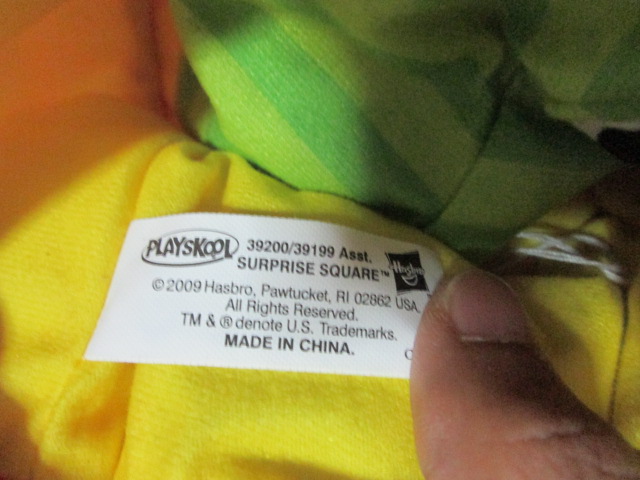 PLAYSKOOL 39200/39199 Asst. Hasbro
SURPRISE SQUARE™
© 2009 Hasbro, Pawtucket, RI 02862 USA.
All Rights Reserved.
TM & ® denote U.S. Trademarks.
MADE IN CHINA.